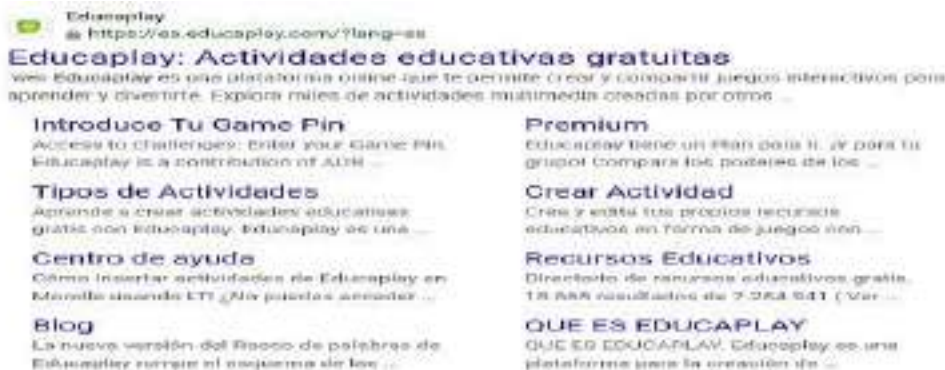 Educaplay
https://es.educaplay.com/?lang=es
Educaplay: Actividades educativas gratuitas
Web Educaplay es una plataforma online que te permite crear y compartir juegos interactivos para
aprender y divertirte. Explora miles de actividades multimedia creadas por otros ...
Introduce Tu Game Pin
Access to challenges: Enter your Game Pin.
Educaplay is a contribution of ADR ...
Tipos de Actividades
Aprende a crear actividades educativas
gratis con Educaplay. Educaplay es una ...
Centro de ayuda
Cómo insertar actividades de Educaplay en
Moodle usando LTI ¿No puedes acceder ...
Blog
La nueva versión del Rosco de palabras de
Educaplay rompe el esquema de los ...
Premium
Educaplay tiene un Plan para ti. ¡Y para tu
grupo! Compara los poderes de los ...
Crear Actividad
Crea y edita tus propios recursos
educativos en forma de juegos con ...
Recursos Educativos
Directorio de recursos educativos gratis.
resultados de ( Ver ...
QUE ES EDUCAPLAY
QUE ES EDUCAPLAY. Educaplay es una
plataforma para la creación de ...